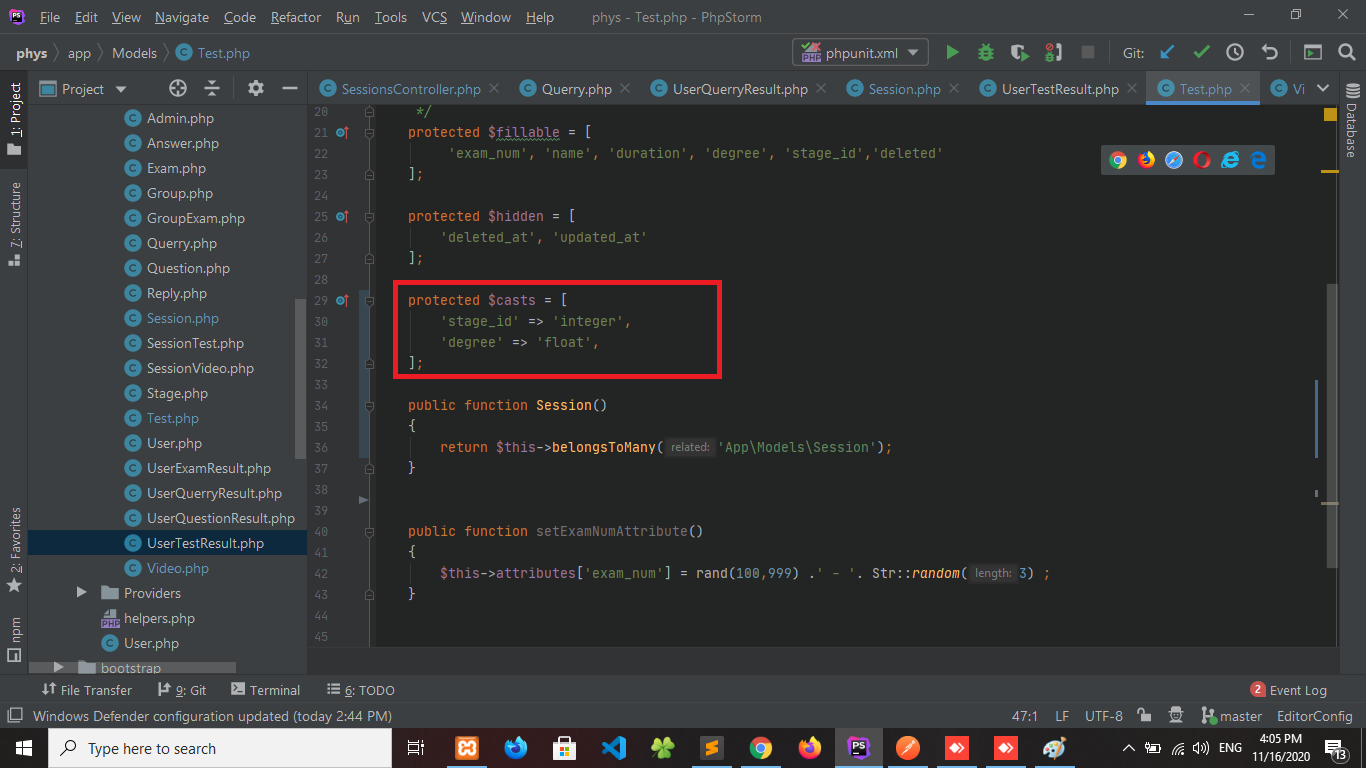 PS File Edit View Navigate Code Refactor Run Tools VCS Window Help phys - Test.php - PhpStorm
phys app Models Test.php phpunit.xml Git:
Project SessionsController.php Querry.php UserQuerryResult.php Session.php UserTestResult.php Test.php Vi
1: Project
7: Structure
2: Favorites
npm
Database
Admin.php
Answer.php
Exam.php
Group.php
GroupExam.php
Querry.php
Question.php
Reply.php
Session.php
SessionTest.php
SessionVideo.php
Stage.php
Test.php
User.php
UserExamResult.php
UserQuerryResult.php
UserQuestionResult.php
UserTestResult.php
Video.php
Providers
helpers.php
User.php
bootstrap
20 */
21 protected $fillable = [
22 'exam_num', 'name', 'duration', 'degree', 'stage_id','deleted'
23 ];
24
25 protected $hidden = [
26 'deleted_at', 'updated_at'
27 ];
28
29 protected $casts = [
30 'stage_id' => 'integer',
31 'degree' => 'float',
32 ];
33
34 public function Session()
35 {
36 return $this->belongsToMany( related: 'App\Models\Session');
37 }
38
39
40 public function setExamNumAttribute()
41 {
42 $this->attributes['exam_num'] = rand(100,999) .' - '. Str::random( length: 3) ;
43 }
44
45
File Transfer 9: Git Terminal 6: TODO 2 Event Log
Windows Defender configuration updated (today 2:44 PM) 47:1 LF UTF-8 master EditorConfig
Type here to search ENG 4:05 PM
11/16/2020 13